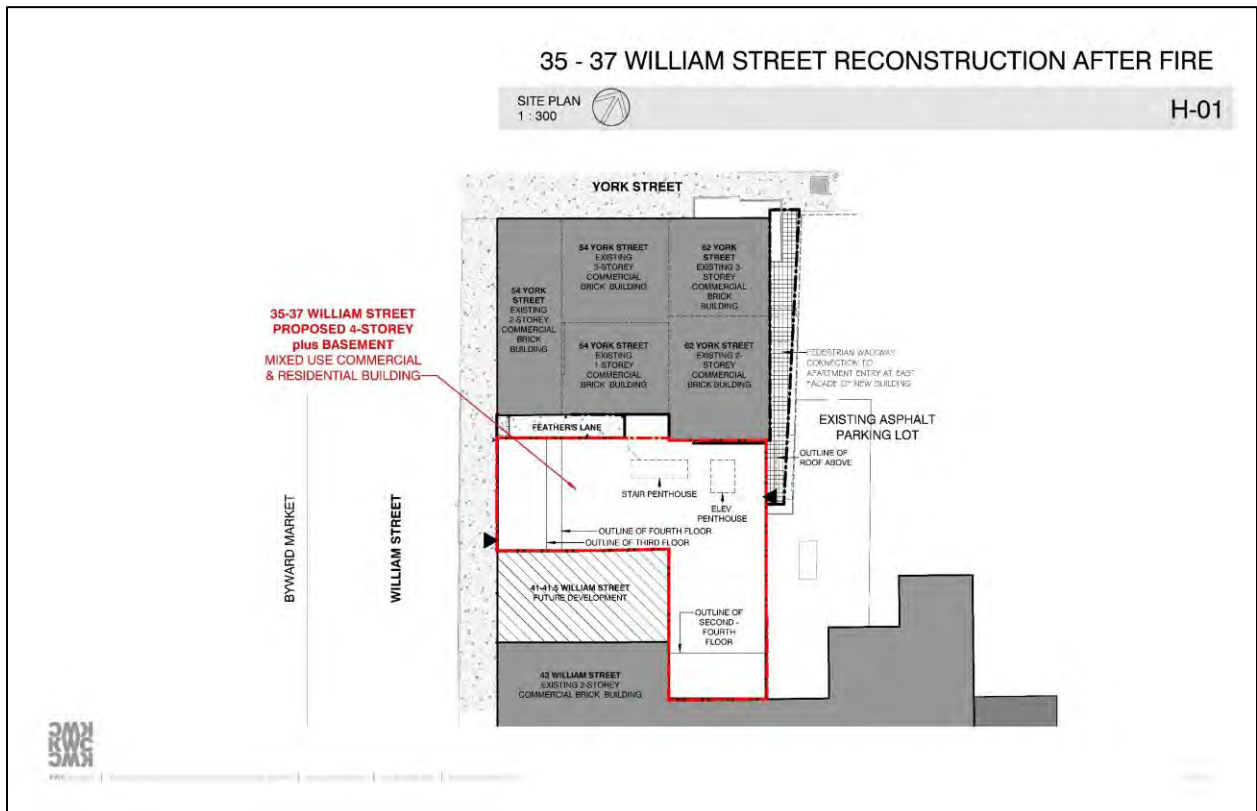 35 - 37 WILLIAM STREET RECONSTRUCTION AFTER FIRE
SITE PLAN
1 : 300
H-01
YORK STREET
54 YORK STREET
EXISTING
3-STOREY
COMMERCIAL
BRICK BUILDING
62 YORK
STREET
EXISTING 3-
STOREY
COMMERCIAL
BRICK
BUILDING
54 YORK
STREET
EXISTING
2-STOREY
COMMERCIAL
BRICK
BUILDING
35-37 WILLIAM STREET
PROPOSED 4-STOREY
plus BASEMENT
MIXED USE COMMERCIAL
& RESIDENTIAL BUILDING
54 YORK STREET
EXISTING
1-STOREY
COMMERCIAL
BRICK BUILDING
62 YORK STREET
EXISTING 2-
STOREY
COMMERCIAL
BRICK BUILDING
PEDESTRIAN WALKWAY
CONNECTION TO
APARTMENT ENTRY AT EAST
FACADE OF NEW BUILDING
EXISTING ASPHALT
PARKING LOT
FEATHER'S LANE
OUTLINE OF
ROOF ABOVE
STAIR PENTHOUSE
ELEV
PENTHOUSE
OUTLINE OF FOURTH FLOOR
OUTLINE OF THIRD FLOOR
BYWARD MARKET
WILLIAM STREET
41-41.5 WILLIAM STREET
FUTURE DEVELOPMENT
OUTLINE OF
SECOND -
FOURTH
FLOOR
43 WILLIAM STREET
EXISTING 2-STOREY
COMMERCIAL BRICK BUILDING
KWC